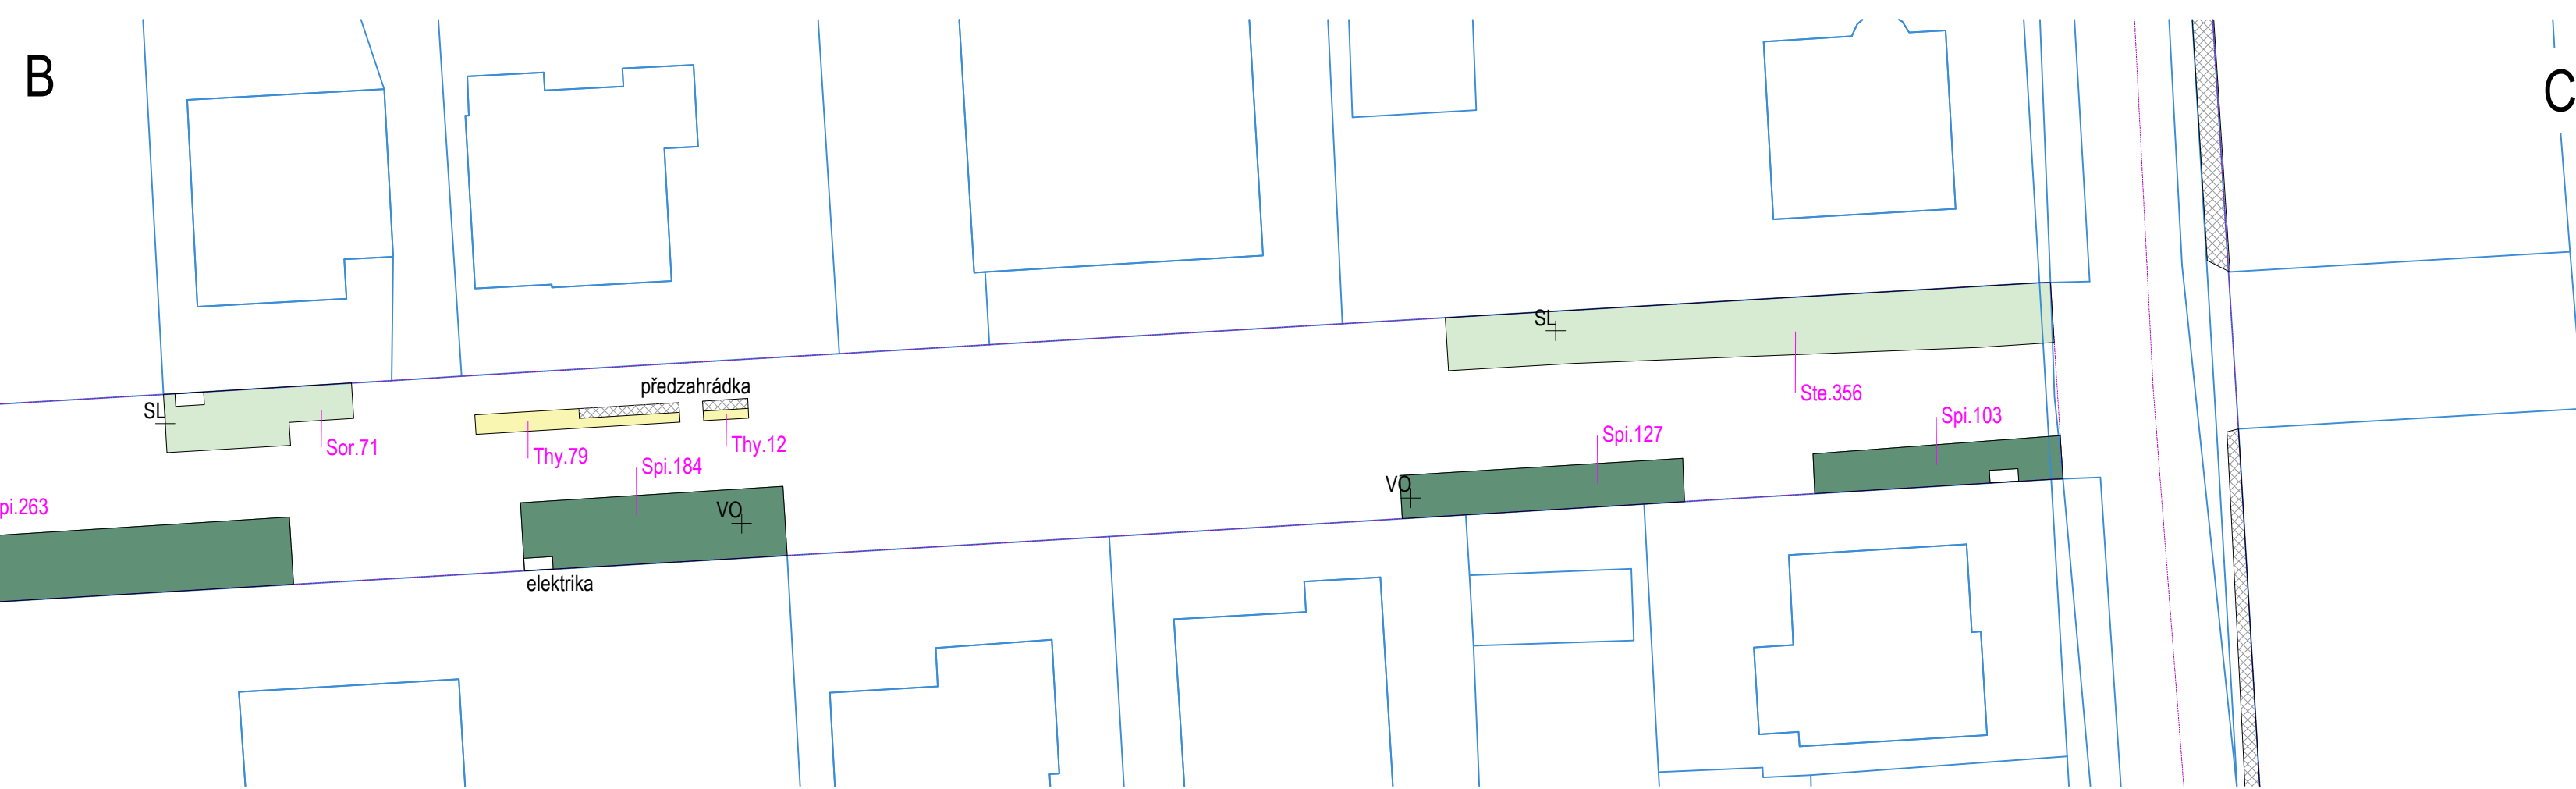 B
C
SL
SL
předzahrádka
Ste.356
Sor.71
Thy.79
Thy.12
Spi.103
Spi.127
Spi.184
VO
VO
pi.263
elektrika